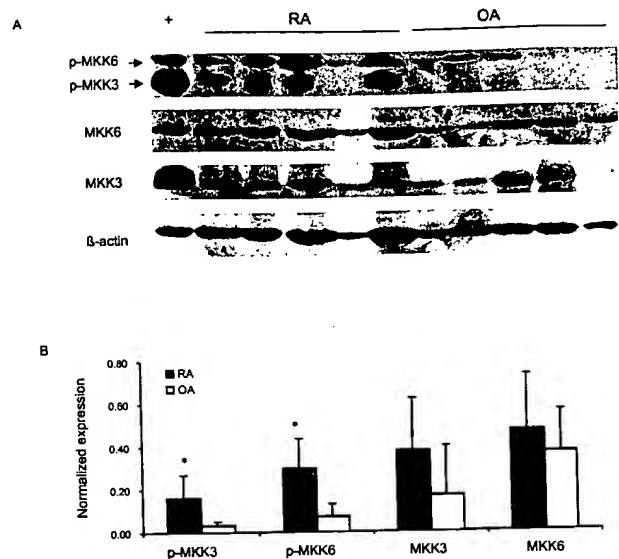 A
+ RA OA
p-MKK6
p-MKK3
MKK6
MKK3
ß-actin
B
0.80
RA
OA
0.60
0.40
0.20
0.00
Normalized expression
* *
p-MKK3 p-MKK6 MKK3 MKK6